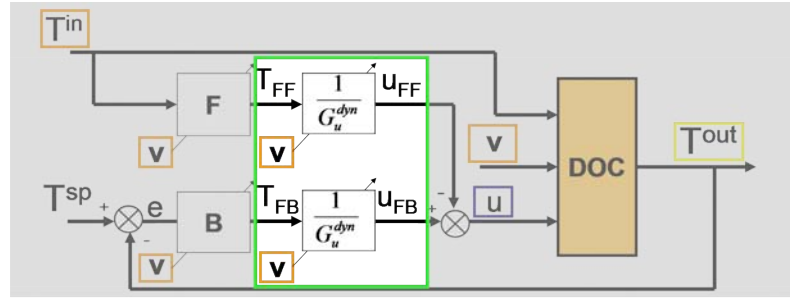 T^in
T_FF
u_FF
F
1
G_u^dyn
v
v
v
T^out
DOC
-
T^sp
+
e
T_FB
u_FB
+
u
B
1
G_u^dyn
-
v
v